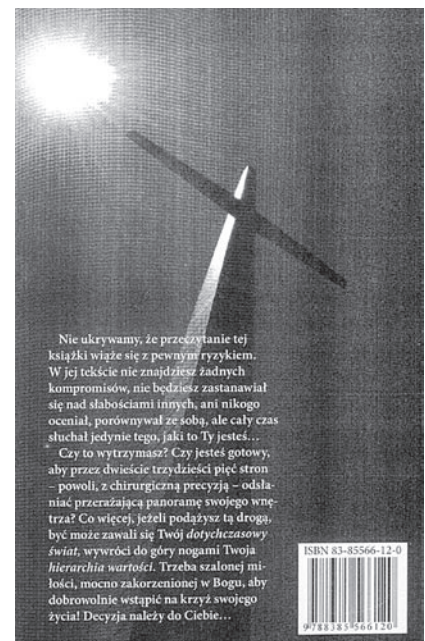 Nie ukrywamy, że przeczytanie tej
książki wiąże się z pewnym ryzykiem.
W jej tekście nie znajdziesz żadnych
kompromisów, nie będziesz zastanawiał
się nad słabościami innych, ani nikogo
oceniał, porównywał ze sobą, ale cały czas
słuchał jedynie tego, jaki to Ty jesteś…
Czy to wytrzymasz? Czy jesteś gotowy,
aby przez dwieście trzydzieści pięć stron
– powoli, z chirurgiczną precyzją – odsła-
niać przerażającą panoramę swojego wnę-
trza? Co więcej, jeżeli podążysz tą drogą,
być może zawali się Twój dotychczasowy
świat, wywróci do góry nogami Twoja
hierarchia wartości. Trzeba szalonej mi-
łości, mocno zakorzenionej w Bogu, aby
dobrowolnie wstąpić na krzyż swojego
życia! Decyzja należy do Ciebie…
ISBN 83-85566-12-0
9 788385 566120